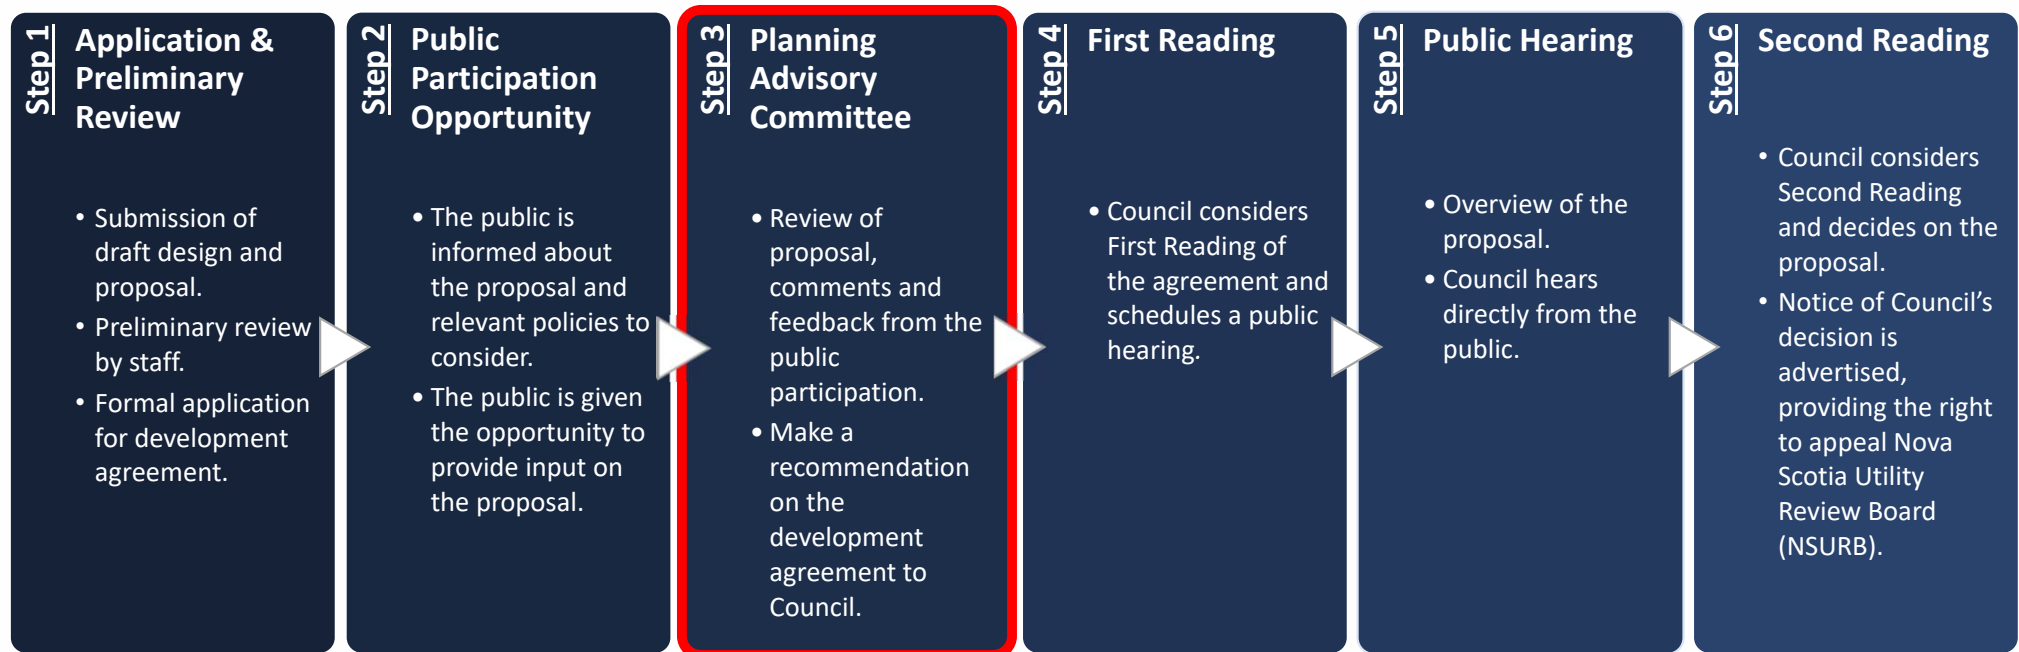 Step 1
Application &
Preliminary
Review
• Submission of
draft design and
proposal.
• Preliminary review
by staff.
• Formal application
for development
agreement.
Step 2
Public
Participation
Opportunity
• The public is
informed about
the proposal and
relevant policies to
consider.
• The public is given
the opportunity to
provide input on
the proposal.
Step 3
Planning
Advisory
Committee
• Review of
proposal,
comments and
feedback from the
public
participation.
• Make a
recommendation
on the
development
agreement to
Council.
Step 4
First Reading
• Council considers
First Reading of
the agreement and
schedules a public
hearing.
Step 5
Public Hearing
• Overview of the
proposal.
• Council hears
directly from the
public.
Step 6
Second Reading
• Council considers
Second Reading
and decides on the
proposal.
• Notice of Council’s
decision is
advertised,
providing the right
to appeal Nova
Scotia Utility
Review Board
(NSURB).